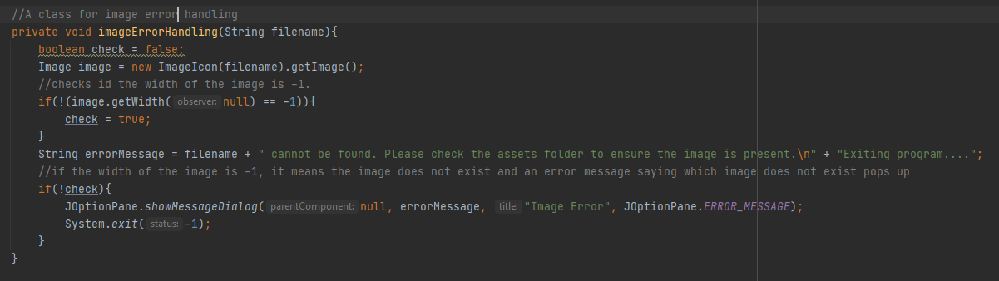 //A class for image error handling
private void imageErrorHandling(String filename){
    boolean check = false;
    Image image = new ImageIcon(filename).getImage();
    //checks id the width of the image is -1.
    if(!(image.getWidth( observer: null) == -1)){
        check = true;
    }
    String errorMessage = filename + " cannot be found. Please check the assets folder to ensure the image is present.\n" + "Exiting program....";
    //if the width of the image is -1, it means the image does not exist and an error message saying which image does not exist pops up
    if(!check){
        JOptionPane.showMessageDialog( parentComponent: null, errorMessage, title: "Image Error", JOptionPane.ERROR_MESSAGE);
        System.exit( status: -1);
    }
}